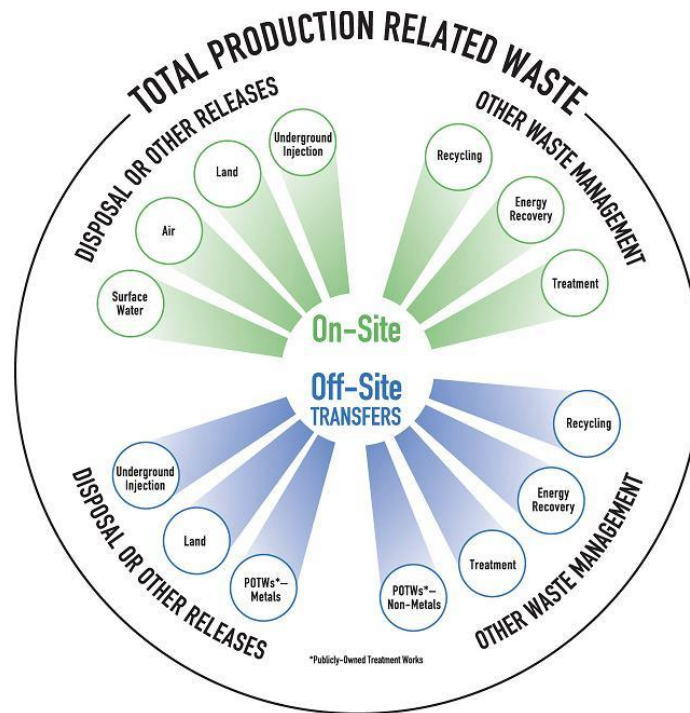 TOTAL PRODUCTION RELATED WASTE
DISPOSAL OR OTHER RELEASES
OTHER WASTE MANAGEMENT
Underground
Injection
Land
Air
Surface
Water
Recycling
Energy
Recovery
Treatment
On-Site
Off-Site
TRANSFERS
Underground
Injection
Land
POTWs*–
Metals
POTWs*–
Non-Metals
Treatment
Energy
Recovery
Recycling
DISPOSAL OR OTHER RELEASES
OTHER WASTE MANAGEMENT
*Publicly-Owned Treatment Works